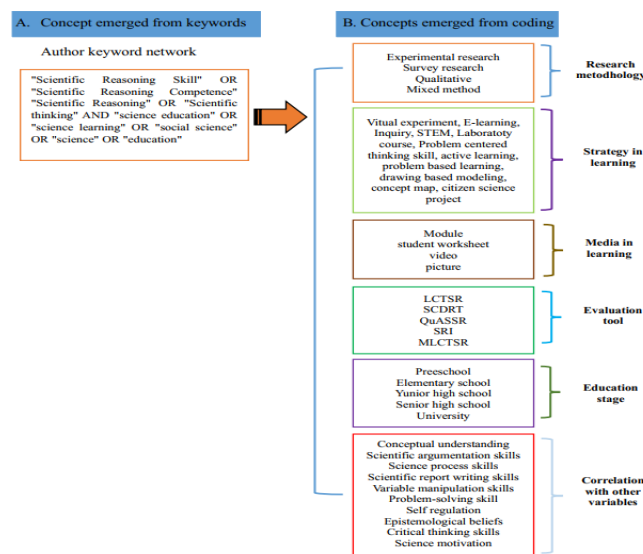 A. Concept emerged from keywords
Author keyword network
"Scientific Reasoning Skill" OR
"Scientific Reasoning Competence"
"Scientific Reasoning" OR "Scientific
thinking" AND "science education" OR
"science learning" OR "social science"
OR "science" OR "education"
B. Concepts emerged from coding
Experimental research
Survey research
Qualitative
Mixed method
Research
metodhology
Vitual experiment, E-learning,
Inquiry, STEM, Laboratoty
course, Problem centered
thinking skill, active learning,
problem based learning,
drawing based modeling,
concept map, citizen science
project
Strategy in
learning
Module
student worksheet
video
picture
Media in
learning
LCTSR
SCDRT
QuASSR
SRI
MLCTSR
Evaluation
tool
Preeschool
Elementary school
Yunior high school
Senior high school
University
Education
stage
Conceptual understanding
Scientific argumentation skills
Science process skills
Scientific report writing skills
Variable manipulation skills
Problem-solving skill
Self regulation
Epistemological beliefs
Critical thinking skills
Science motivation
Correlation
with other
variables